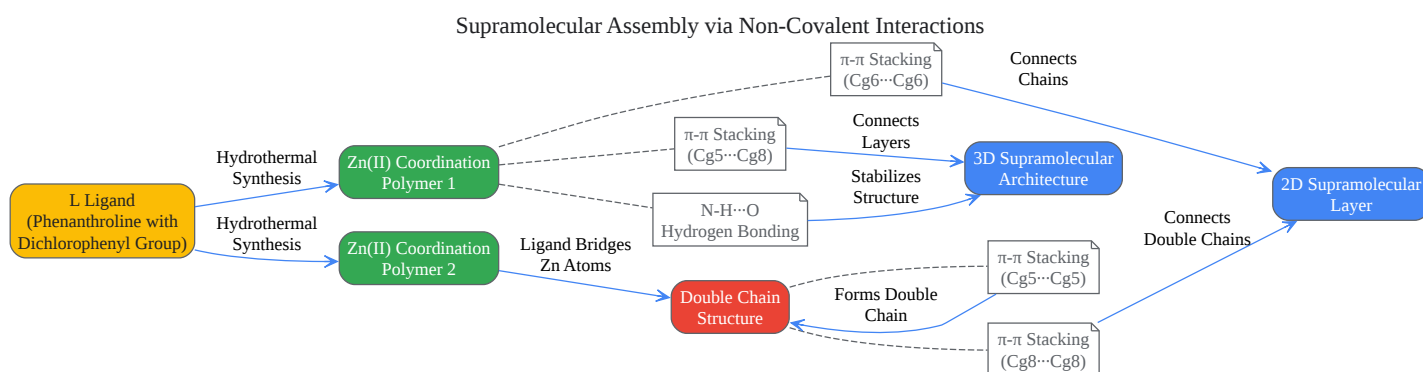 Supramolecular Assembly via Non-Covalent Interactions
π-π Stacking
(Cg6···Cg6)
Connects
Chains
π-π Stacking
(Cg5···Cg8)
Connects
Layers
Hydrothermal
Synthesis
Zn(II) Coordination
Polymer 1
3D Supramolecular
Architecture
Stabilizes
Structure
L Ligand
(Phenanthroline with
Dichlorophenyl Group)
N-H···O
Hydrogen Bonding
2D Supramolecular
Layer
Hydrothermal
Synthesis
Zn(II) Coordination
Polymer 2
Ligand Bridges
Zn Atoms
Connects
Double Chains
π-π Stacking
(Cg5···Cg5)
Double Chain
Structure
Forms Double
Chain
π-π Stacking
(Cg8···Cg8)